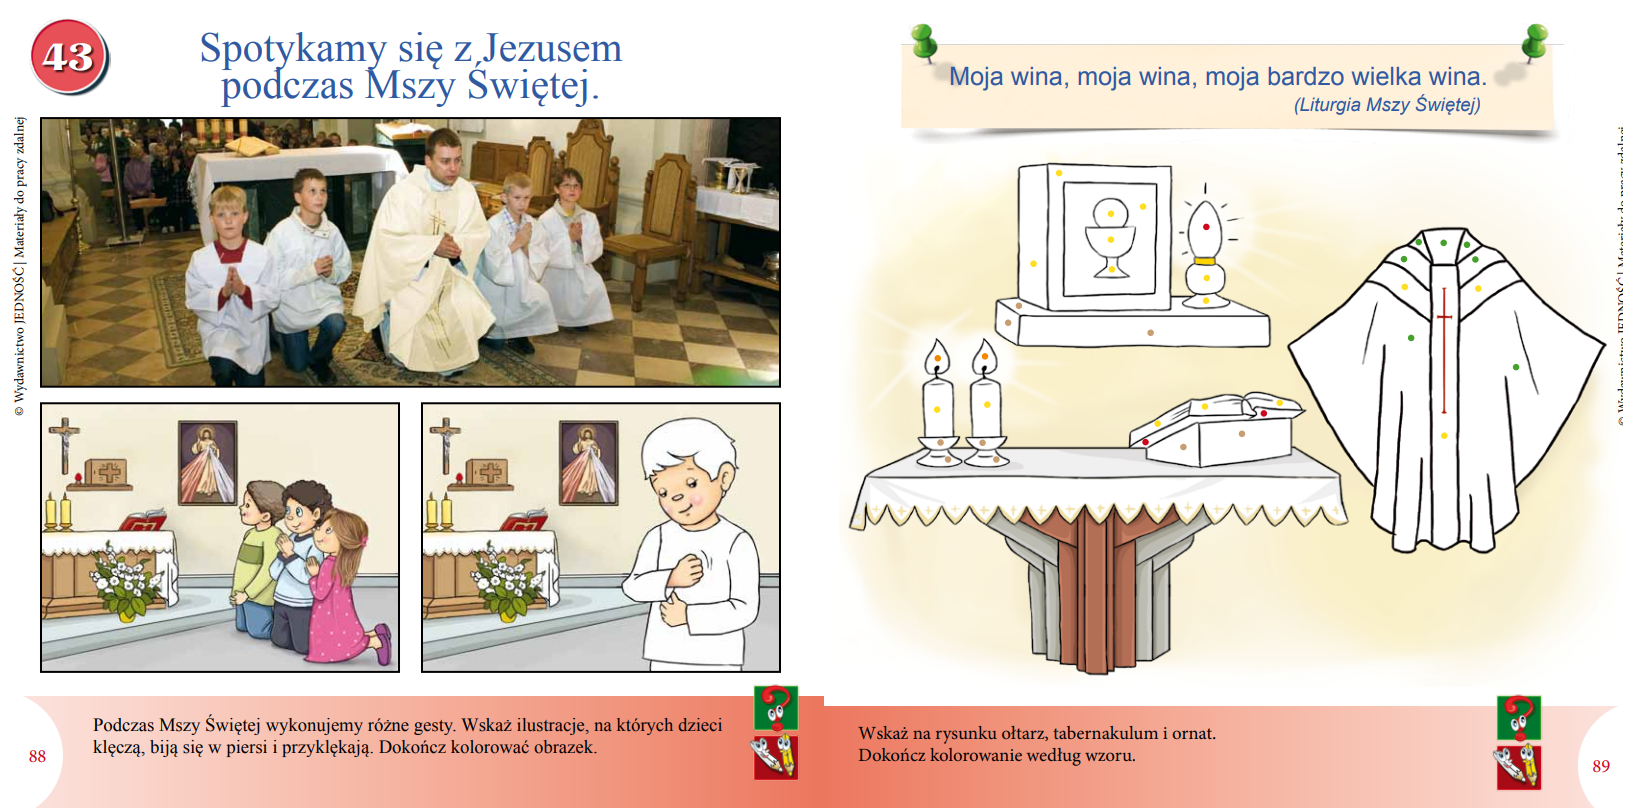 43
Spotykamy się z Jezusem
podczas Mszy Świętej.
© Wydawnictwo JEDNOŚĆ | Materiały do pracy zdalnej
Podczas Mszy Świętej wykonujemy różne gesty. Wskaż ilustracje, na których dzieci
klęczą, biją się w piersi i przyklękają. Dokończ kolorować obrazek.
88
Moja wina, moja wina, moja bardzo wielka wina.
(Liturgia Mszy Świętej)
Wskaż na rysunku ołtarz, tabernakulum i ornat.
Dokończ kolorowanie według wzoru.
89